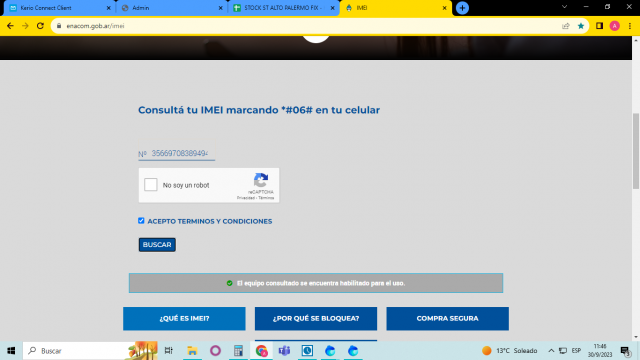 Kerio Connect Client
Admin
STOCK ST ALTO PALERMO FIX -
IMEI
enacom.gob.ar/imei
A
Consultá tu IMEI marcando *#06# en tu celular
Nº 3566970838949
No soy un robot
reCAPTCHA
Privacidad - Términos
ACEPTO TERMINOS Y CONDICIONES
BUSCAR
El equipo consultado se encuentra habilitado para el uso.
¿QUÉ ES IMEI?
¿POR QUÉ SE BLOQUEA?
COMPRA SEGURA
Buscar
13°C Soleado
ESP
11:46
30/9/2023